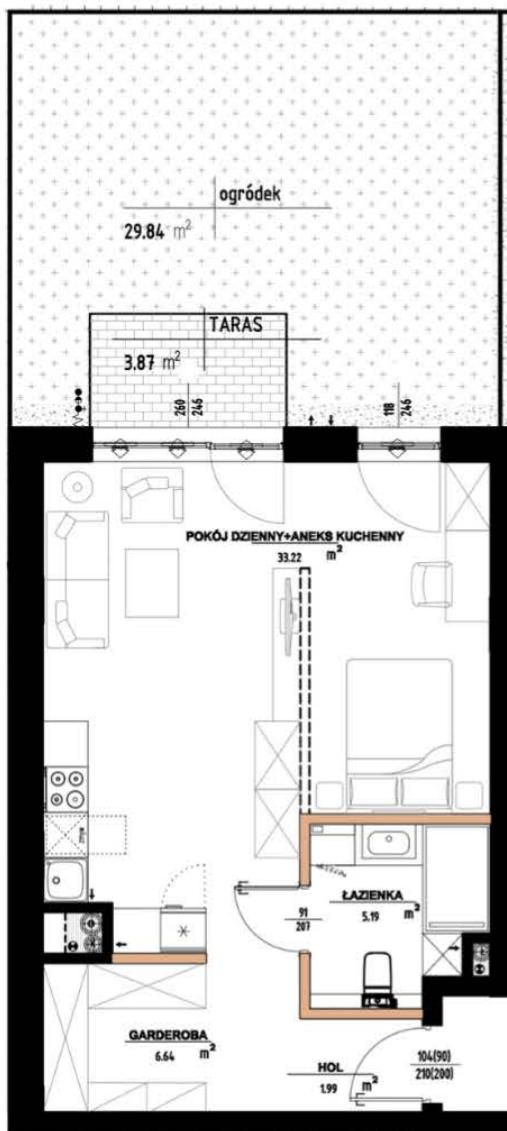 ogródek
29.84 m²
TARAS
3.87 m²
260
246
118
246
POKÓJ DZIENNY+ANEKS KUCHENNY
33.22 m²
91
207
ŁAZIENKA
5.19 m²
GARDEROBA
6.64 m²
HOL
1.99 m²
104(90)
210(200)